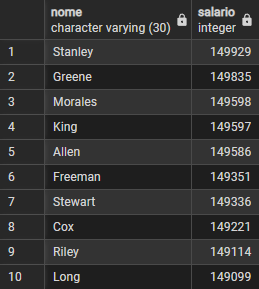 nome salario
character varying (30) integer
1 Stanley 149929
2 Greene 149835
3 Morales 149598
4 King 149597
5 Allen 149586
6 Freeman 149351
7 Stewart 149336
8 Cox 149221
9 Riley 149114
10 Long 149099